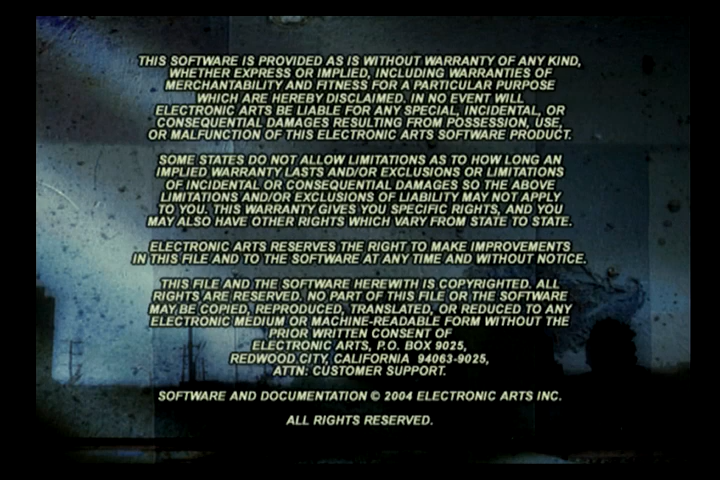 THIS SOFTWARE IS PROVIDED AS IS WITHOUT WARRANTY OF ANY KIND,
WHETHER EXPRESS OR IMPLIED, INCLUDING WARRANTIES OF
MERCHANTABILITY AND FITNESS FOR A PARTICULAR PURPOSE
WHICH ARE HEREBY DISCLAIMED. IN NO EVENT WILL
ELECTRONIC ARTS BE LIABLE FOR ANY SPECIAL, INCIDENTAL, OR
CONSEQUENTIAL DAMAGES RESULTING FROM POSSESSION, USE,
OR MALFUNCTION OF THIS ELECTRONIC ARTS SOFTWARE PRODUCT.
SOME STATES DO NOT ALLOW LIMITATIONS AS TO HOW LONG AN
IMPLIED WARRANTY LASTS AND/OR EXCLUSIONS OR LIMITATIONS
OF INCIDENTAL OR CONSEQUENTIAL DAMAGES SO THE ABOVE
LIMITATIONS AND/OR EXCLUSIONS OF LIABILITY MAY NOT APPLY
TO YOU. THIS WARRANTY GIVES YOU SPECIFIC RIGHTS, AND YOU
MAY ALSO HAVE OTHER RIGHTS WHICH VARY FROM STATE TO STATE.
ELECTRONIC ARTS RESERVES THE RIGHT TO MAKE IMPROVEMENTS
IN THIS FILE AND TO THE SOFTWARE AT ANY TIME AND WITHOUT NOTICE.
THIS FILE AND THE SOFTWARE HEREWITH IS COPYRIGHTED. ALL
RIGHTS ARE RESERVED. NO PART OF THIS FILE OR THE SOFTWARE
MAY BE COPIED, REPRODUCED, TRANSLATED, OR REDUCED TO ANY
ELECTRONIC MEDIUM OR MACHINE-READABLE FORM WITHOUT THE
PRIOR WRITTEN CONSENT OF
ELECTRONIC ARTS, P.O. BOX 9025,
REDWOOD CITY, CALIFORNIA 94063-9025,
ATTN: CUSTOMER SUPPORT.
SOFTWARE AND DOCUMENTATION © 2004 ELECTRONIC ARTS INC.
ALL RIGHTS RESERVED.